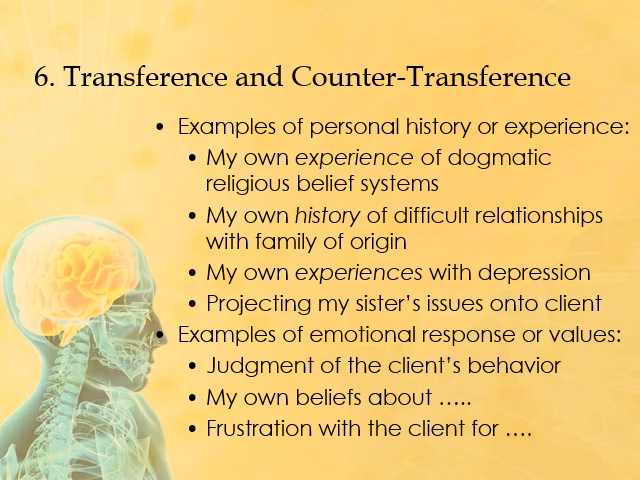 6. Transference and Counter-Transference
• Examples of personal history or experience:
• My own experience of dogmatic
religious belief systems
• My own history of difficult relationships
with family of origin
• My own experiences with depression
• Projecting my sister’s issues onto client
• Examples of emotional response or values:
• Judgment of the client’s behavior
• My own beliefs about …..
• Frustration with the client for ….